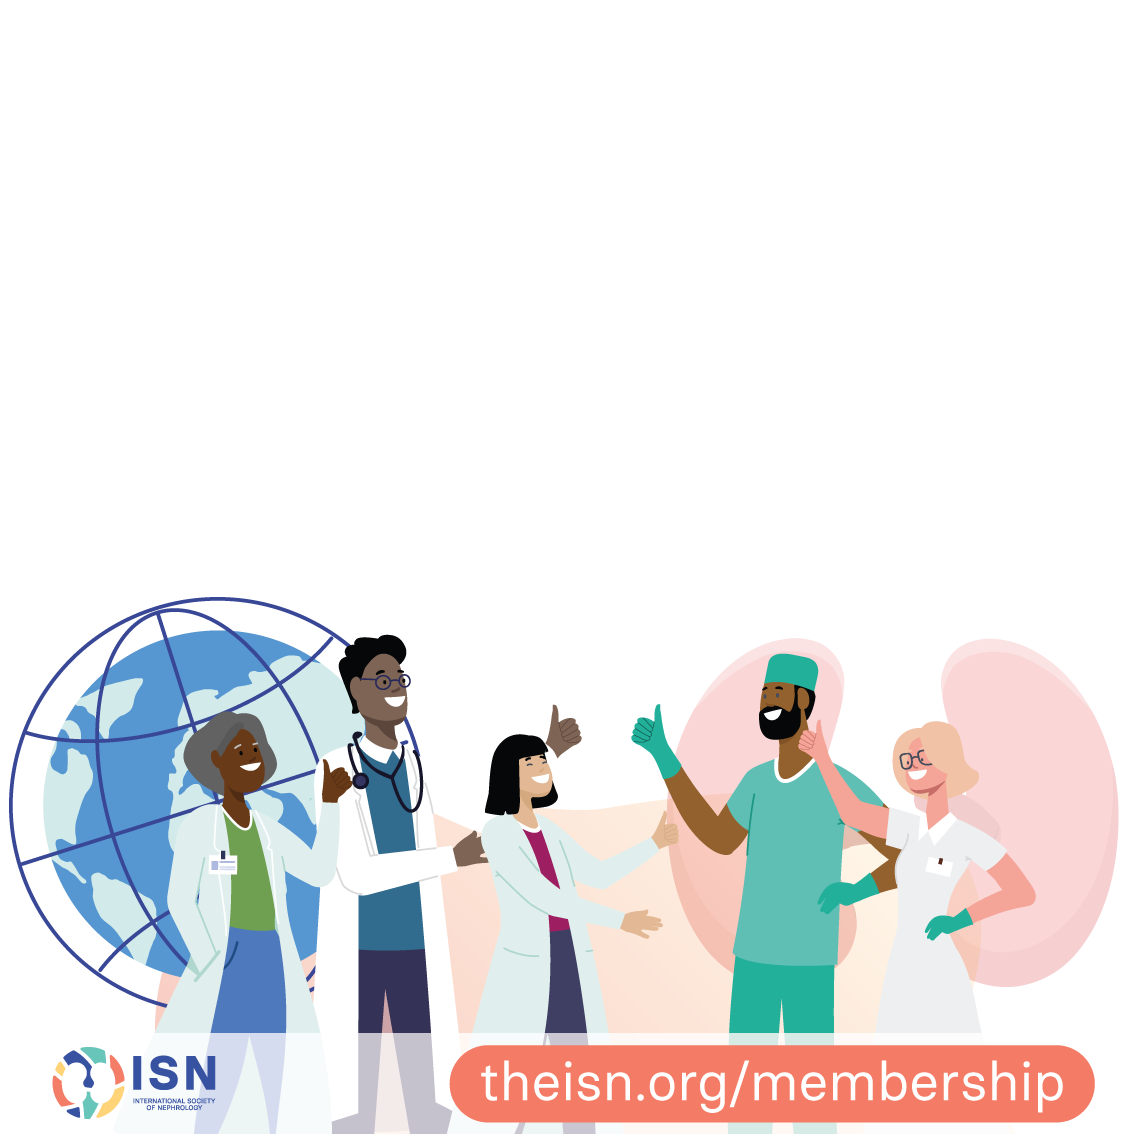 ISN
INTERNATIONAL SOCIETY
OF NEPHROLOGY
theisn.org/membership